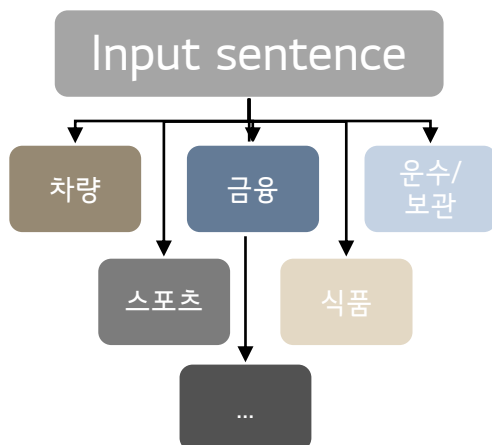 Input sentence
차량
금융
운수/
보관
스포츠
식품
...